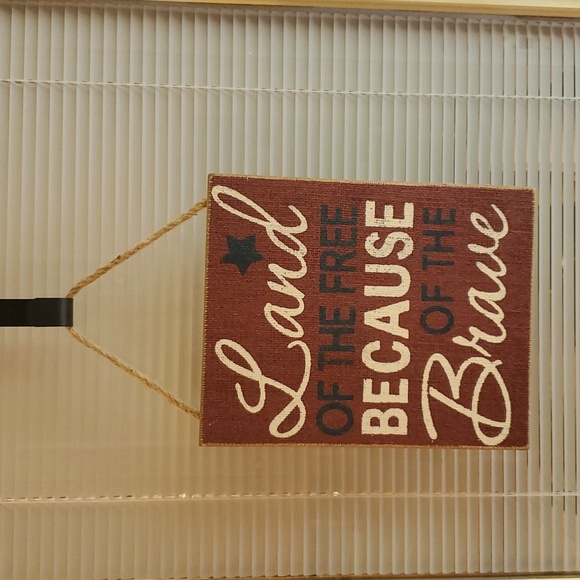 Land
OF THE FREE
BECAUSE
OF THE
Brave